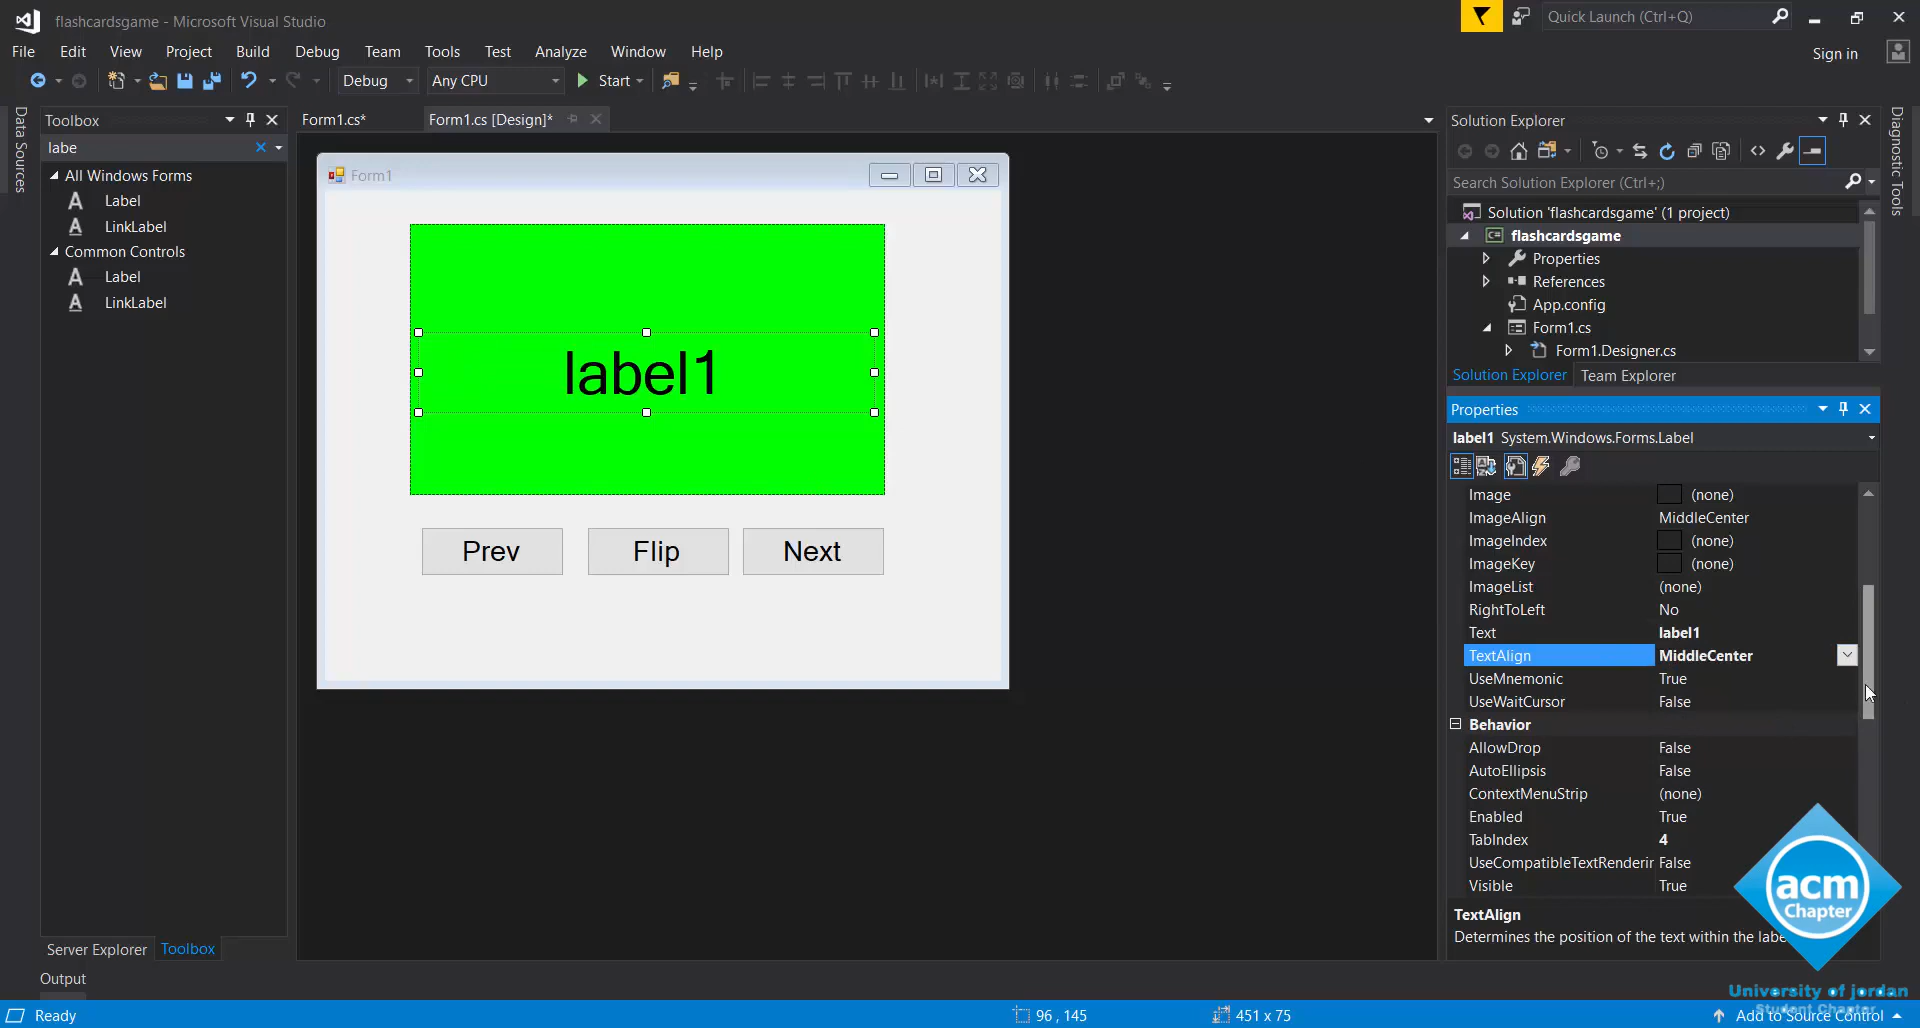 flashcardsgame - Microsoft Visual Studio
Quick Launch (Ctrl+Q)
File Edit View Project Build Debug Team Tools Test Analyze Window Help
Sign in
Debug Any CPU Start
Data Sources
Toolbox
labe
All Windows Forms
A Label
A LinkLabel
Common Controls
A Label
A LinkLabel
Server Explorer Toolbox
Output
Form1.cs* Form1.cs [Design]*
Form1
label1
Prev Flip Next
Solution Explorer
Search Solution Explorer (Ctrl+;)
Solution 'flashcardsgame' (1 project)
C# flashcardsgame
Properties
References
App.config
Form1.cs
Form1.Designer.cs
Solution Explorer Team Explorer
Diagnostic Tools
Properties
label1 System.Windows.Forms.Label
Image (none)
ImageAlign MiddleCenter
ImageIndex (none)
ImageKey (none)
ImageList (none)
RightToLeft No
Text label1
TextAlign MiddleCenter
UseMnemonic True
UseWaitCursor False
Behavior
AllowDrop False
AutoEllipsis False
ContextMenuStrip (none)
Enabled True
TabIndex 4
UseCompatibleTextRenderir False
Visible True
TextAlign
Determines the position of the text within the labe
acm
Chapter
University of jordan
Student Chapter
Ready
96 , 145
451 x 75
Add to Source Control